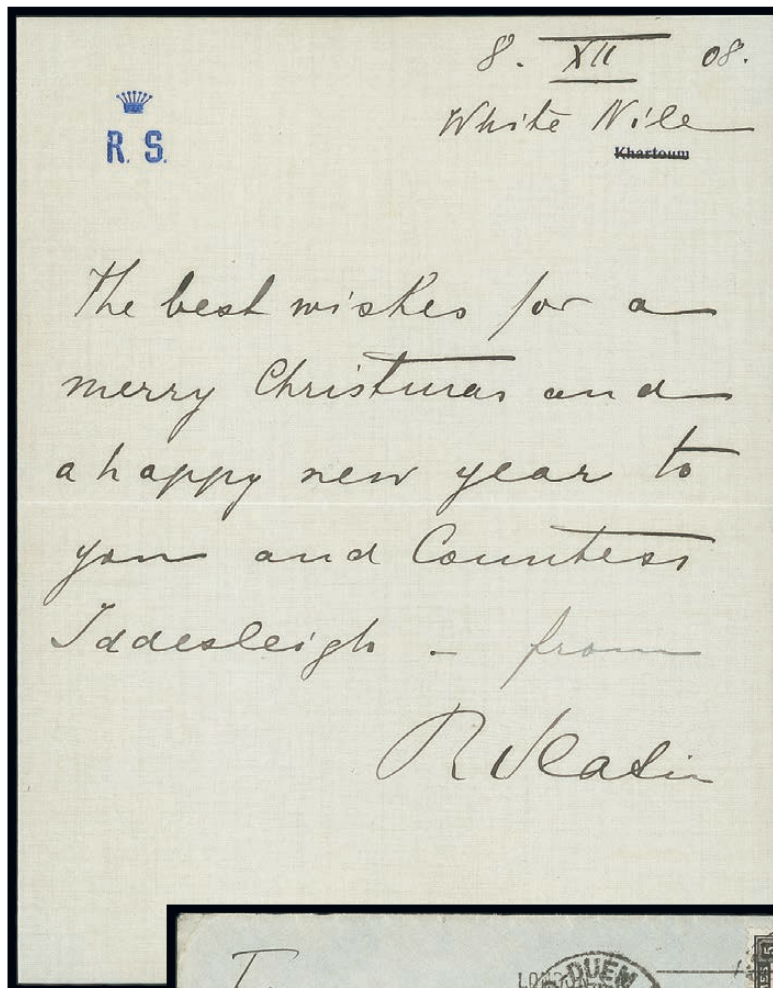 8. XII 08.
White Nile
Khartoum
R. S.
The best wishes for a
merry Christmas and
a happy new year to
you and Countess
Iddesleigh – from
R Slatin
DUEM